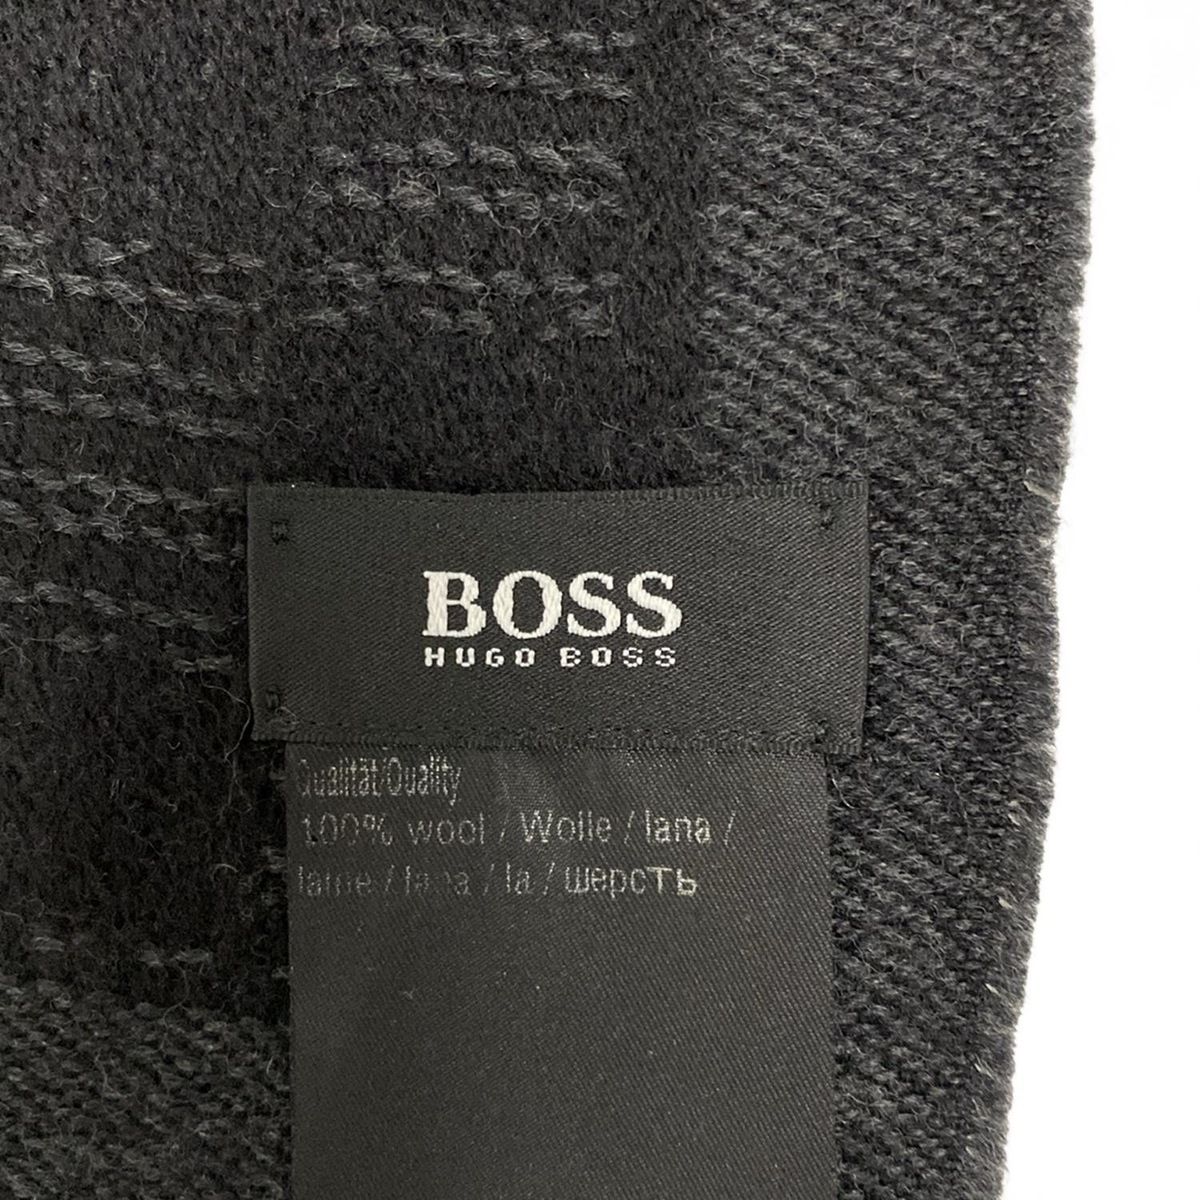 BOSS
HUGO BOSS
Qualität/Quality
100% wool / Wolle / lana /
laine / lana / la / шерсть